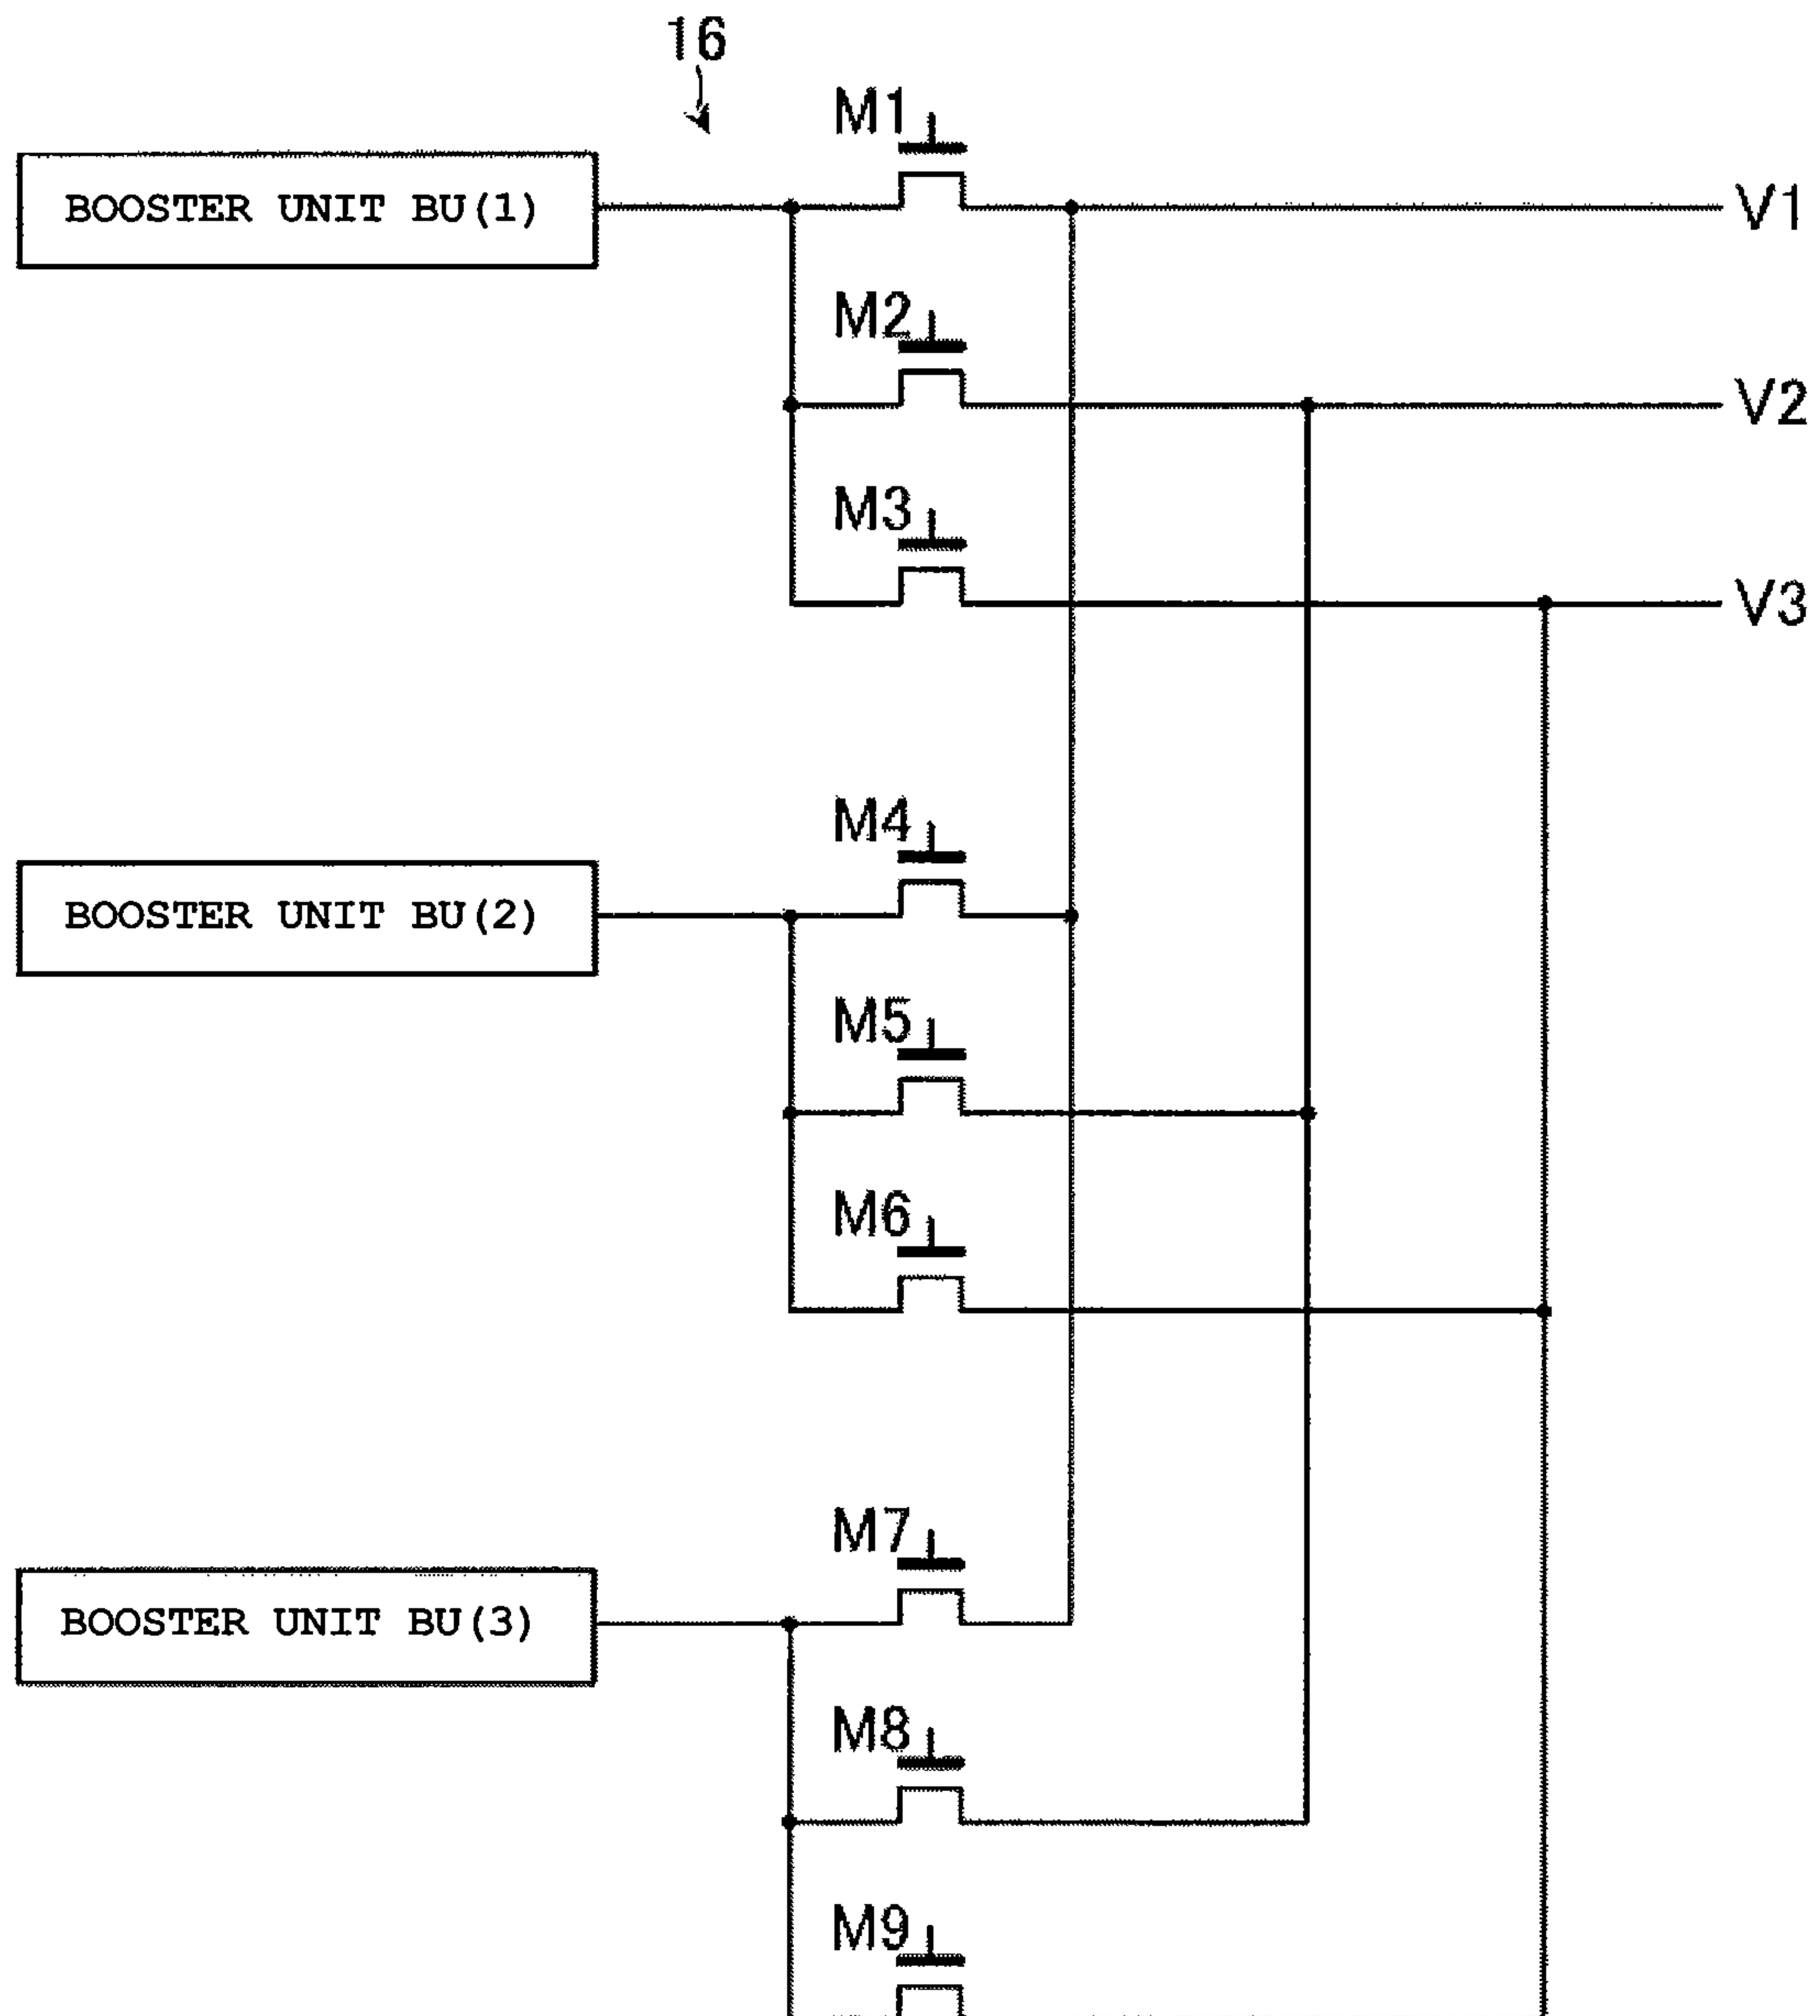 16
M1
BOOSTER UNIT BU(1)
V1
M2
V2
M3
V3
M4
BOOSTER UNIT BU(2)
M5
M6
M7
BOOSTER UNIT BU(3)
M8
M9